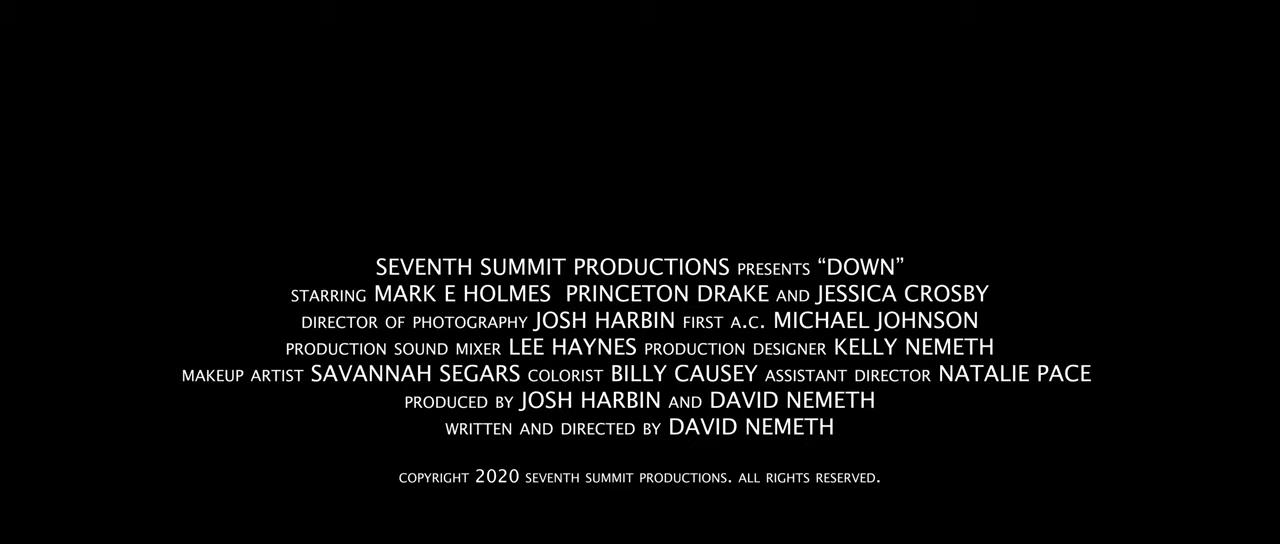 SEVENTH SUMMIT PRODUCTIONS PRESENTS “DOWN”
STARRING MARK E HOLMES  PRINCETON DRAKE AND JESSICA CROSBY
DIRECTOR OF PHOTOGRAPHY JOSH HARBIN FIRST A.C. MICHAEL JOHNSON
PRODUCTION SOUND MIXER LEE HAYNES PRODUCTION DESIGNER KELLY NEMETH
MAKEUP ARTIST SAVANNAH SEGARS COLORIST BILLY CAUSEY ASSISTANT DIRECTOR NATALIE PACE
PRODUCED BY JOSH HARBIN AND DAVID NEMETH
WRITTEN AND DIRECTED BY DAVID NEMETH
COPYRIGHT 2020 SEVENTH SUMMIT PRODUCTIONS. ALL RIGHTS RESERVED.